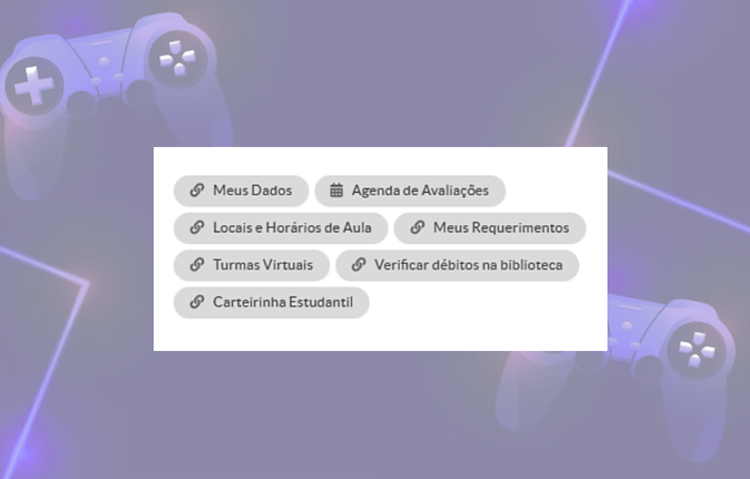 Meus Dados Agenda de Avaliações
Locais e Horários de Aula Meus Requerimentos
Turmas Virtuais Verificar débitos na biblioteca
Carteirinha Estudantil